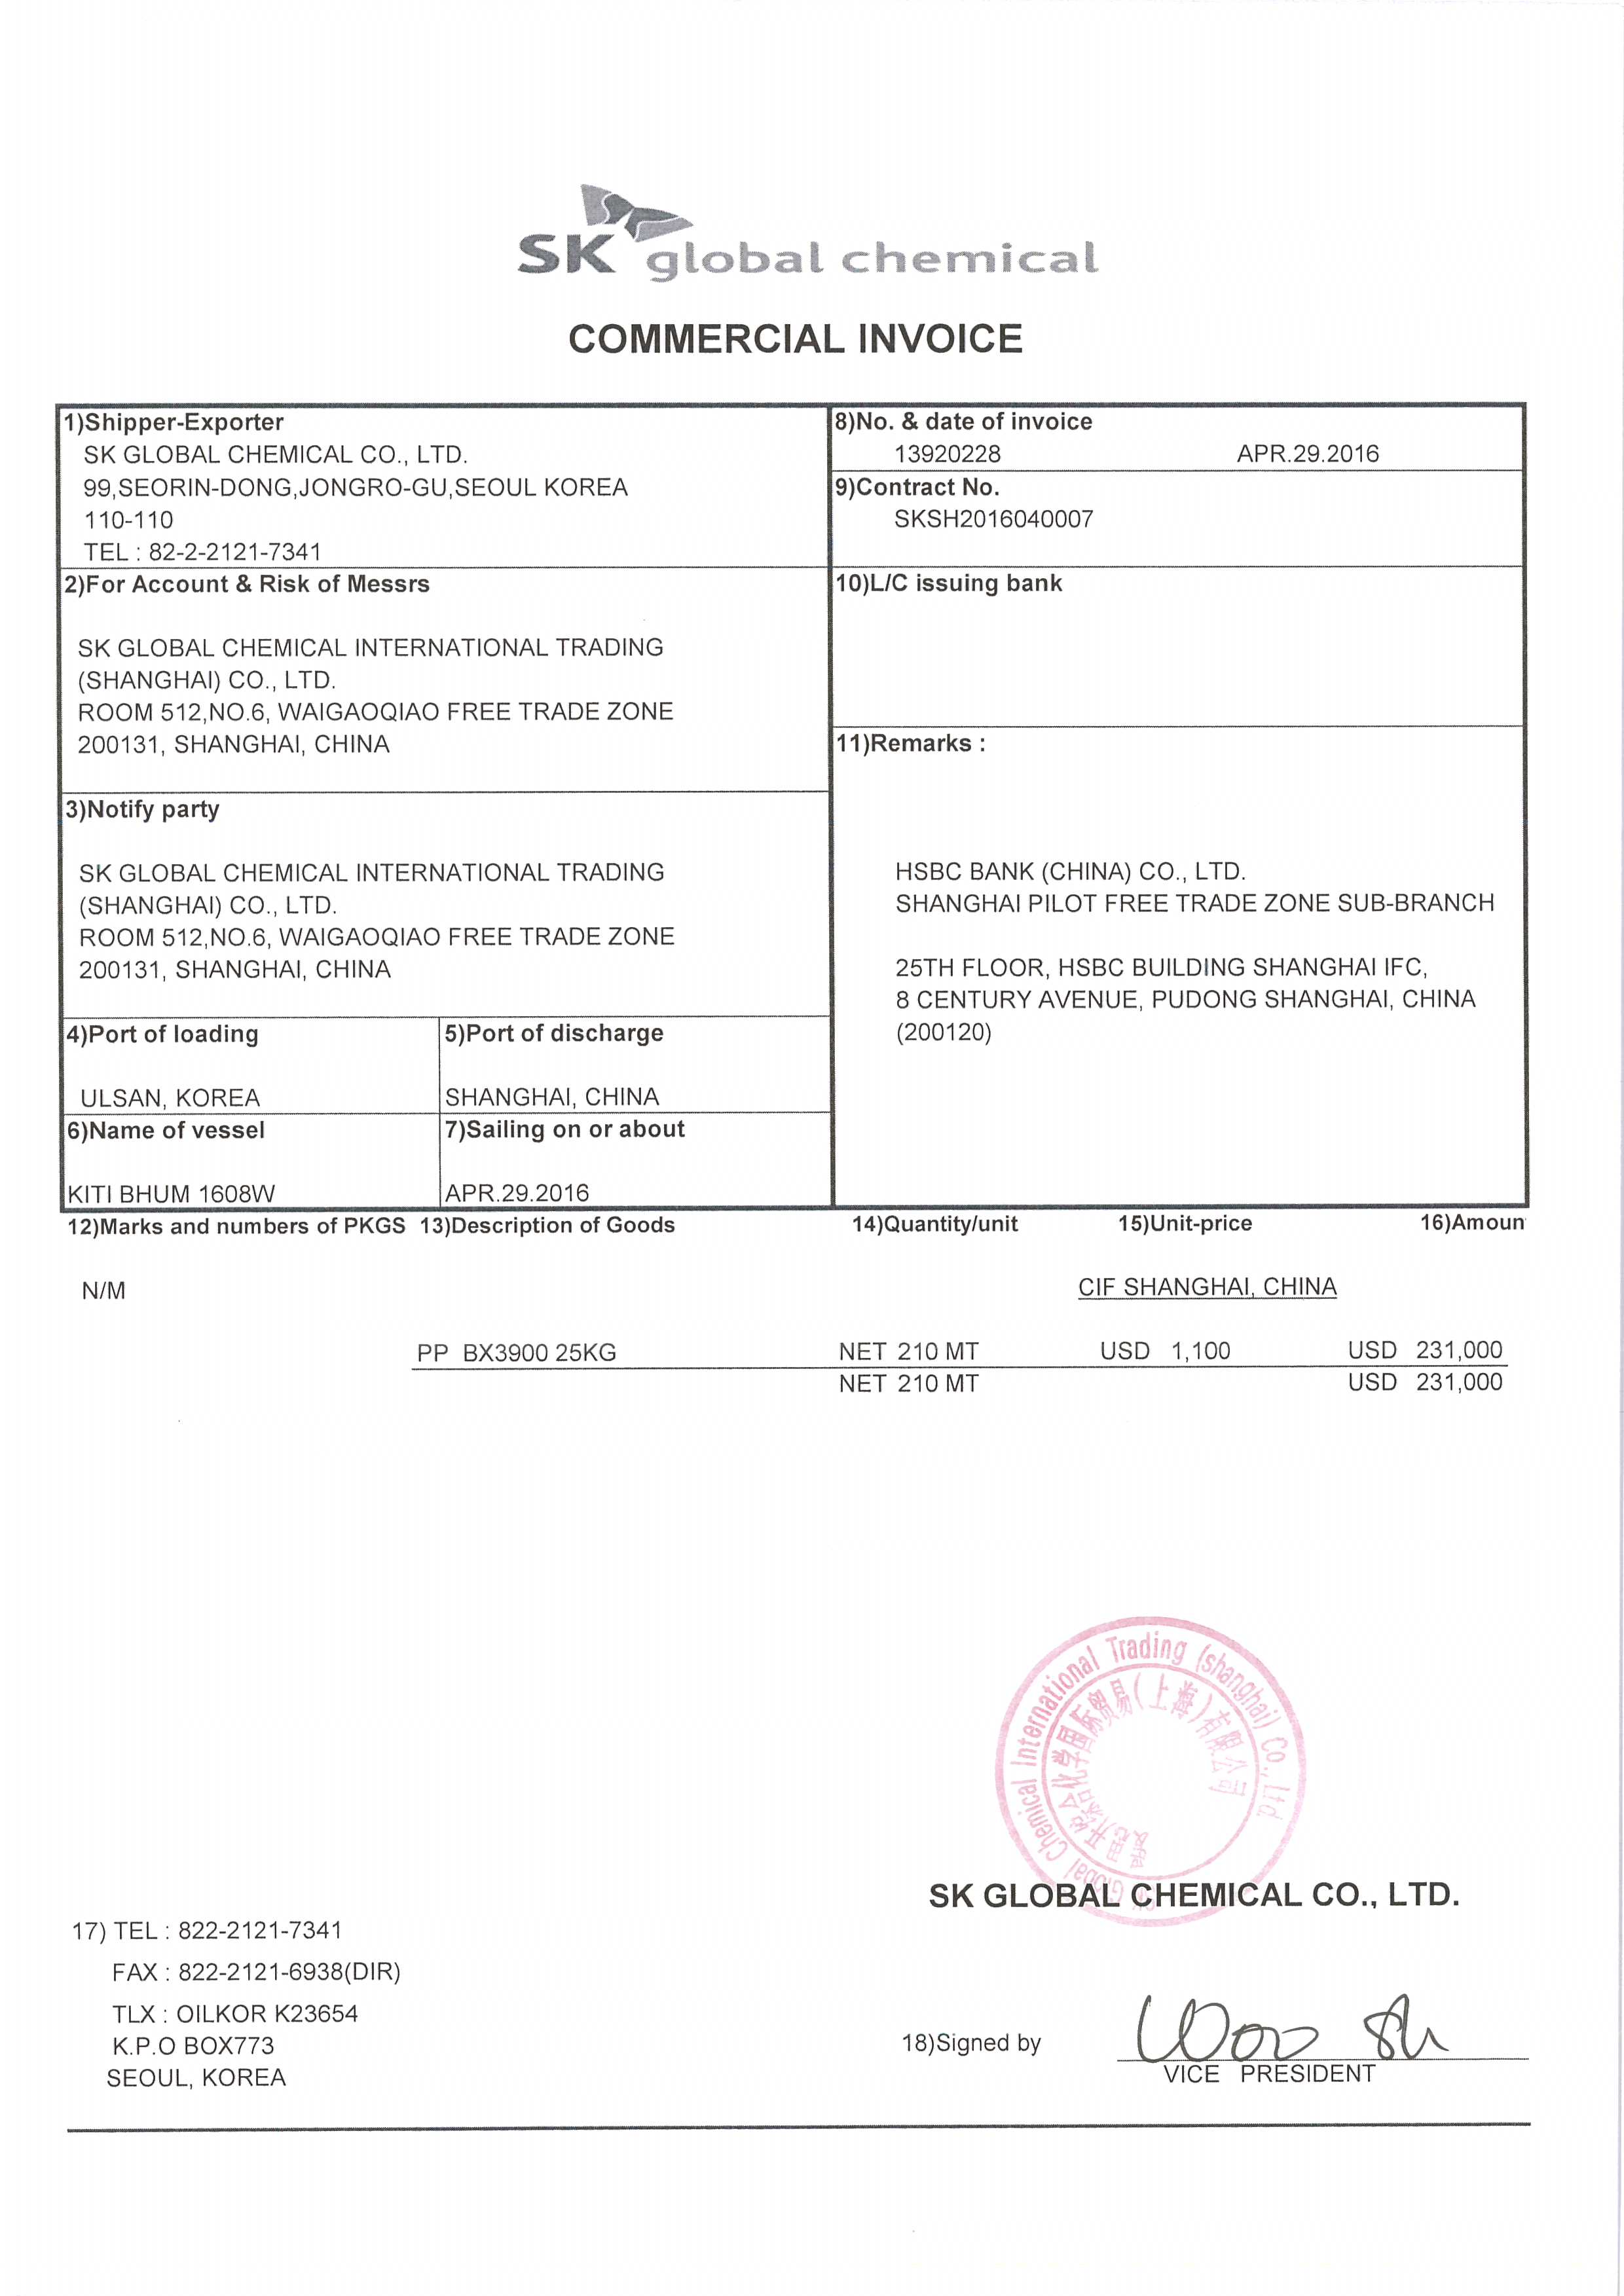 SK global chemical
COMMERCIAL INVOICE
1)Shipper-Exporter
SK GLOBAL CHEMICAL CO., LTD.
99,SEORIN-DONG,JONGRO-GU,SEOUL KOREA
110-110
TEL : 82-2-2121-7341
8)No. & date of invoice
13920228 APR.29.2016
9)Contract No.
SKSH2016040007
2)For Account & Risk of Messrs
SK GLOBAL CHEMICAL INTERNATIONAL TRADING
(SHANGHAI) CO., LTD.
ROOM 512,NO.6, WAIGAOQIAO FREE TRADE ZONE
200131, SHANGHAI, CHINA
10)L/C issuing bank
3)Notify party
SK GLOBAL CHEMICAL INTERNATIONAL TRADING
(SHANGHAI) CO., LTD.
ROOM 512,NO.6, WAIGAOQIAO FREE TRADE ZONE
200131, SHANGHAI, CHINA
11)Remarks :
HSBC BANK (CHINA) CO., LTD.
SHANGHAI PILOT FREE TRADE ZONE SUB-BRANCH
25TH FLOOR, HSBC BUILDING SHANGHAI IFC,
8 CENTURY AVENUE, PUDONG SHANGHAI, CHINA
(200120)
4)Port of loading 5)Port of discharge
ULSAN, KOREA SHANGHAI, CHINA
6)Name of vessel 7)Sailing on or about
KITI BHUM 1608W APR.29.2016
12)Marks and numbers of PKGS 13)Description of Goods 14)Quantity/unit 15)Unit-price 16)Amoun
N/M CIF SHANGHAI, CHINA
PP BX3900 25KG NET 210 MT USD 1,100 USD 231,000
NET 210 MT USD 231,000
Global Chemical International Trading (shanghai) Co., Ltd
化学国际贸易(上海)有限公司
SK GLOBAL CHEMICAL CO., LTD.
17) TEL : 822-2121-7341
FAX : 822-2121-6938(DIR)
TLX : OILKOR K23654
K.P.O BOX773
SEOUL, KOREA
18)Signed by
VICE PRESIDENT